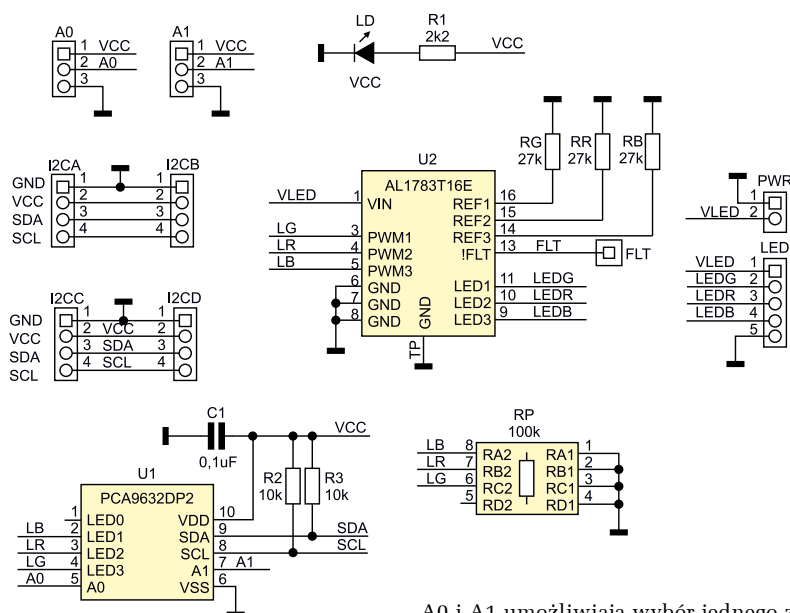 A0
1 VCC
2 A0
3
A1
1 VCC
2 A1
3
LD
VCC
R1
2k2
VCC
I2CA
I2CB
GND 1 1
VCC 2 2
SDA 3 3
SCL 4 4
I2CC
I2CD
GND 1 1
VCC 2 VCC 2
SDA 3 SDA 3
SCL 4 SCL 4
U2
AL1783T16E
VLED 1 VIN
LG 3 PWM1
LR 4 PWM2
LB 5 PWM3
6 GND
7 GND
8 GND
GND
TP
REF1 16
REF2 15
REF3 14
!FLT 13 FLT
FLT
LED1 11 LEDG
LED2 10 LEDR
LED3 9 LEDB
RG
27k
RR
27k
RB
27k
PWR
1
VLED 2
LED
VLED 1
LEDG 2
LEDR 3
LEDB 4
5
C1
0,1uF
VCC
R2
10k
R3
10k
U1
PCA9632DP2
1 LED0
LB 2 LED1
LR 3 LED2
LG 4 LED3
A0 5 A0
VDD 10
SDA 9 SDA
SCL 8 SCL
A1 7 A1
VSS 6
RP
100k
LB 8 RA2 RA1 1
LR 7 RB2 RB1 2
LG 6 RC2 RC1 3
5 RD2 RD1 4
A0 i A1 umożliwiają wybór jednego z